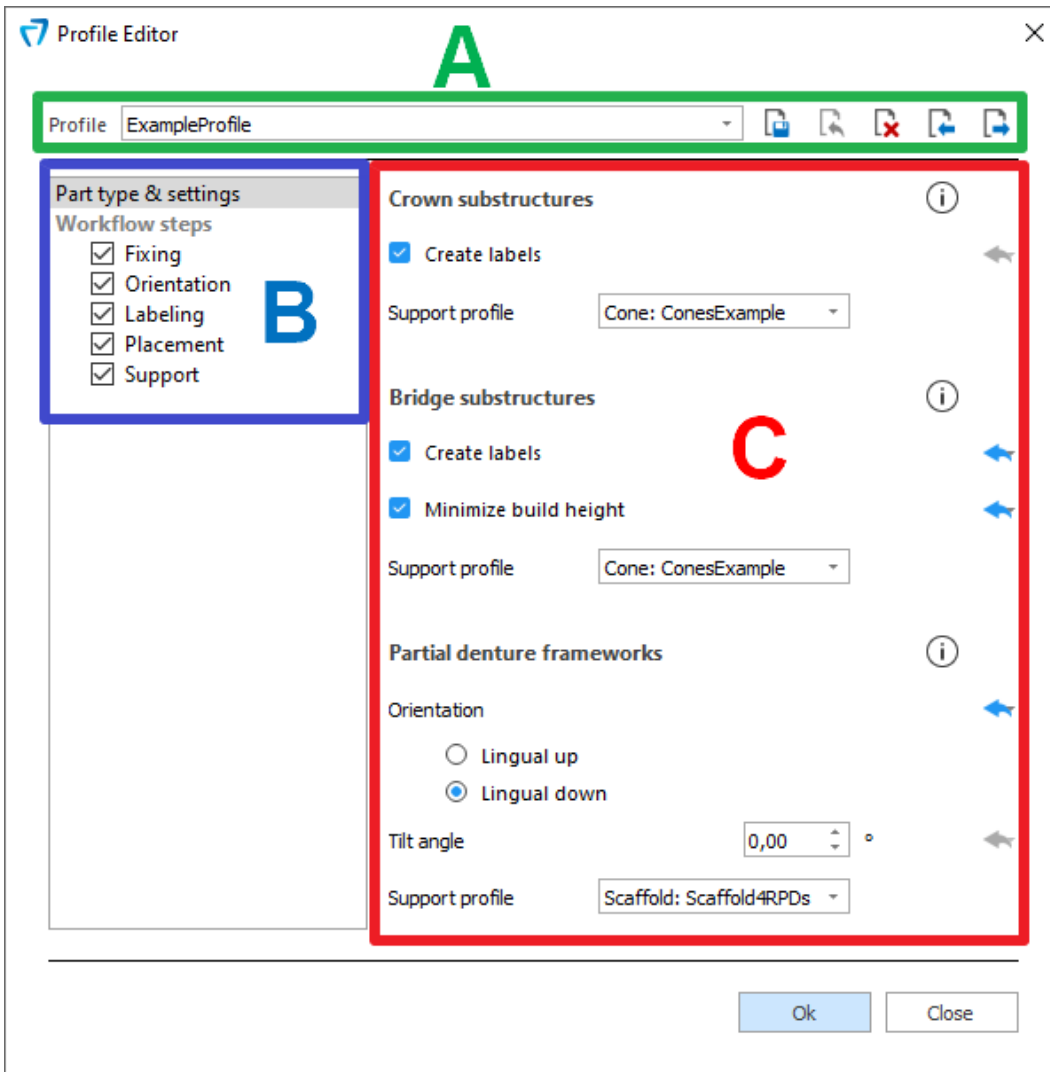 Profile Editor
A
Profile ExampleProfile
Part type & settings
Workflow steps
Fixing
Orientation
Labeling
Placement
Support
B
Crown substructures
Create labels
Support profile Cone: ConesExample
Bridge substructures
Create labels
C
Minimize build height
Support profile Cone: ConesExample
Partial denture frameworks
Orientation
Lingual up
Lingual down
Tilt angle 0,00 °
Support profile Scaffold: Scaffold4RPDs
Ok Close